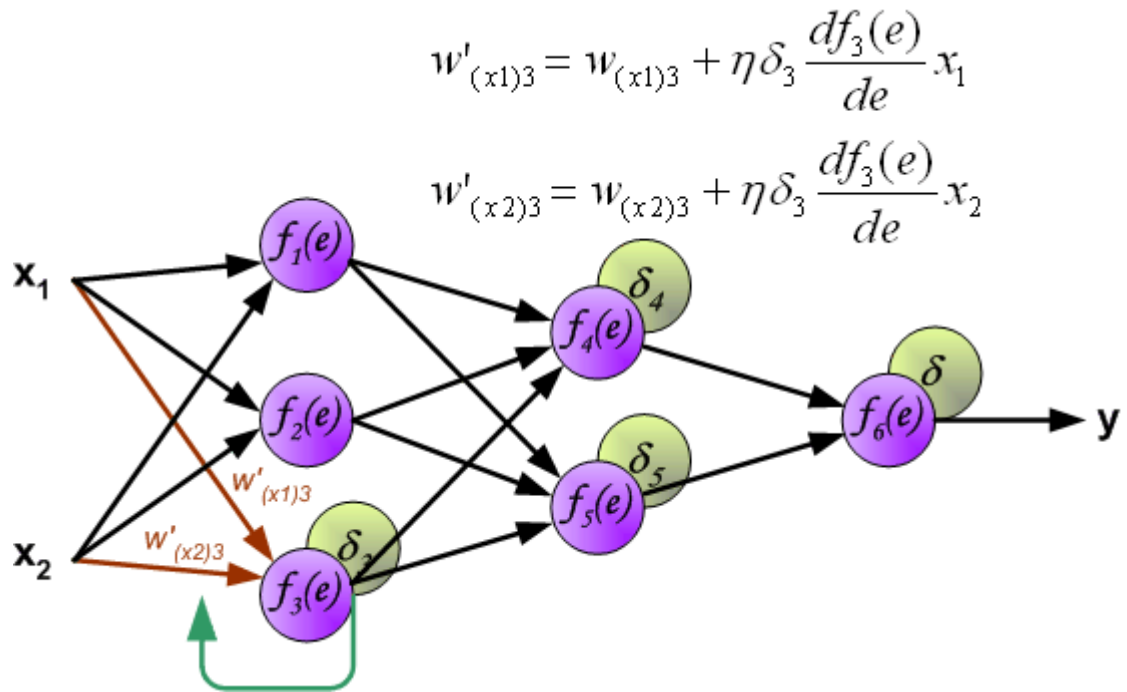 w'(x1)3 = w(x1)3 + ηδ3 df3(e)/de x1
w'(x2)3 = w(x2)3 + ηδ3 df3(e)/de x2
f1(e)
x1
δ4
f4(e)
δ
f2(e)
f6(e)
y
w'(x1)3
δ5
f5(e)
w'(x2)3
x2
δ3
f3(e)